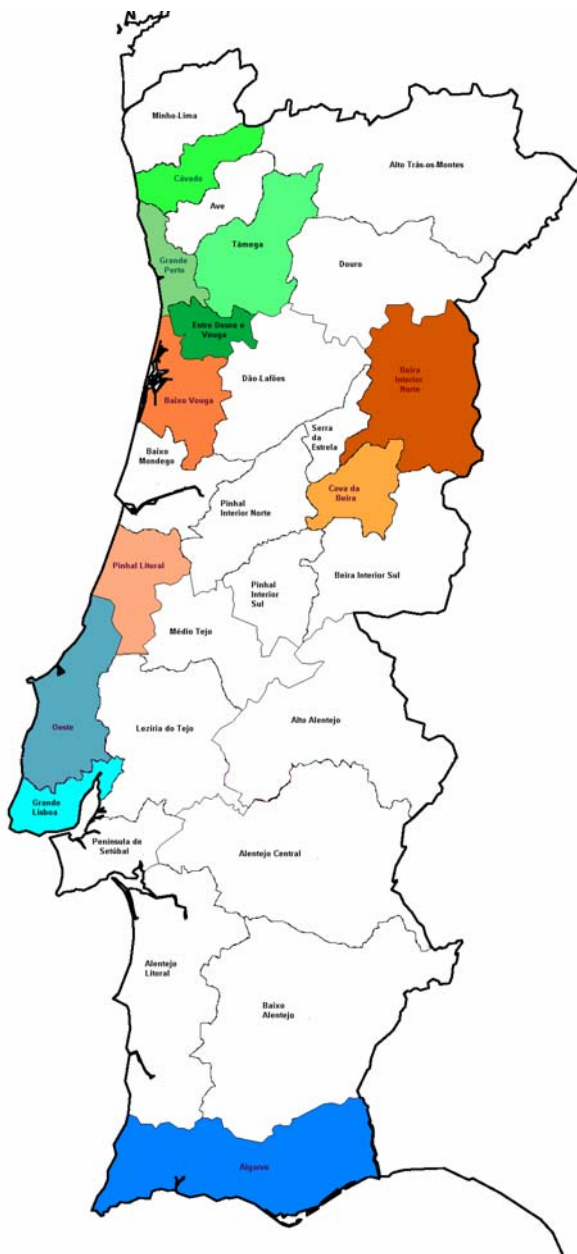 Minho-Lima
Alto Trás-os-Montes
Cávado
Ave
Tâmega
Grande
Porto
Douro
Entre Douro e
Vouga
Beira
Interior
Norte
Dão-Lafões
Baixo Vouga
Serra
da
Estrela
Baixo
Mondego
Cova da
Beira
Pinhal
Interior Norte
Pinhal Litoral
Beira Interior Sul
Pinhal
Interior
Sul
Médio Tejo
Oeste
Lezíria do Tejo
Alto Alentejo
Grande
Lisboa
Península de
Setúbal
Alentejo Central
Alentejo
Litoral
Baixo
Alentejo
Algarve